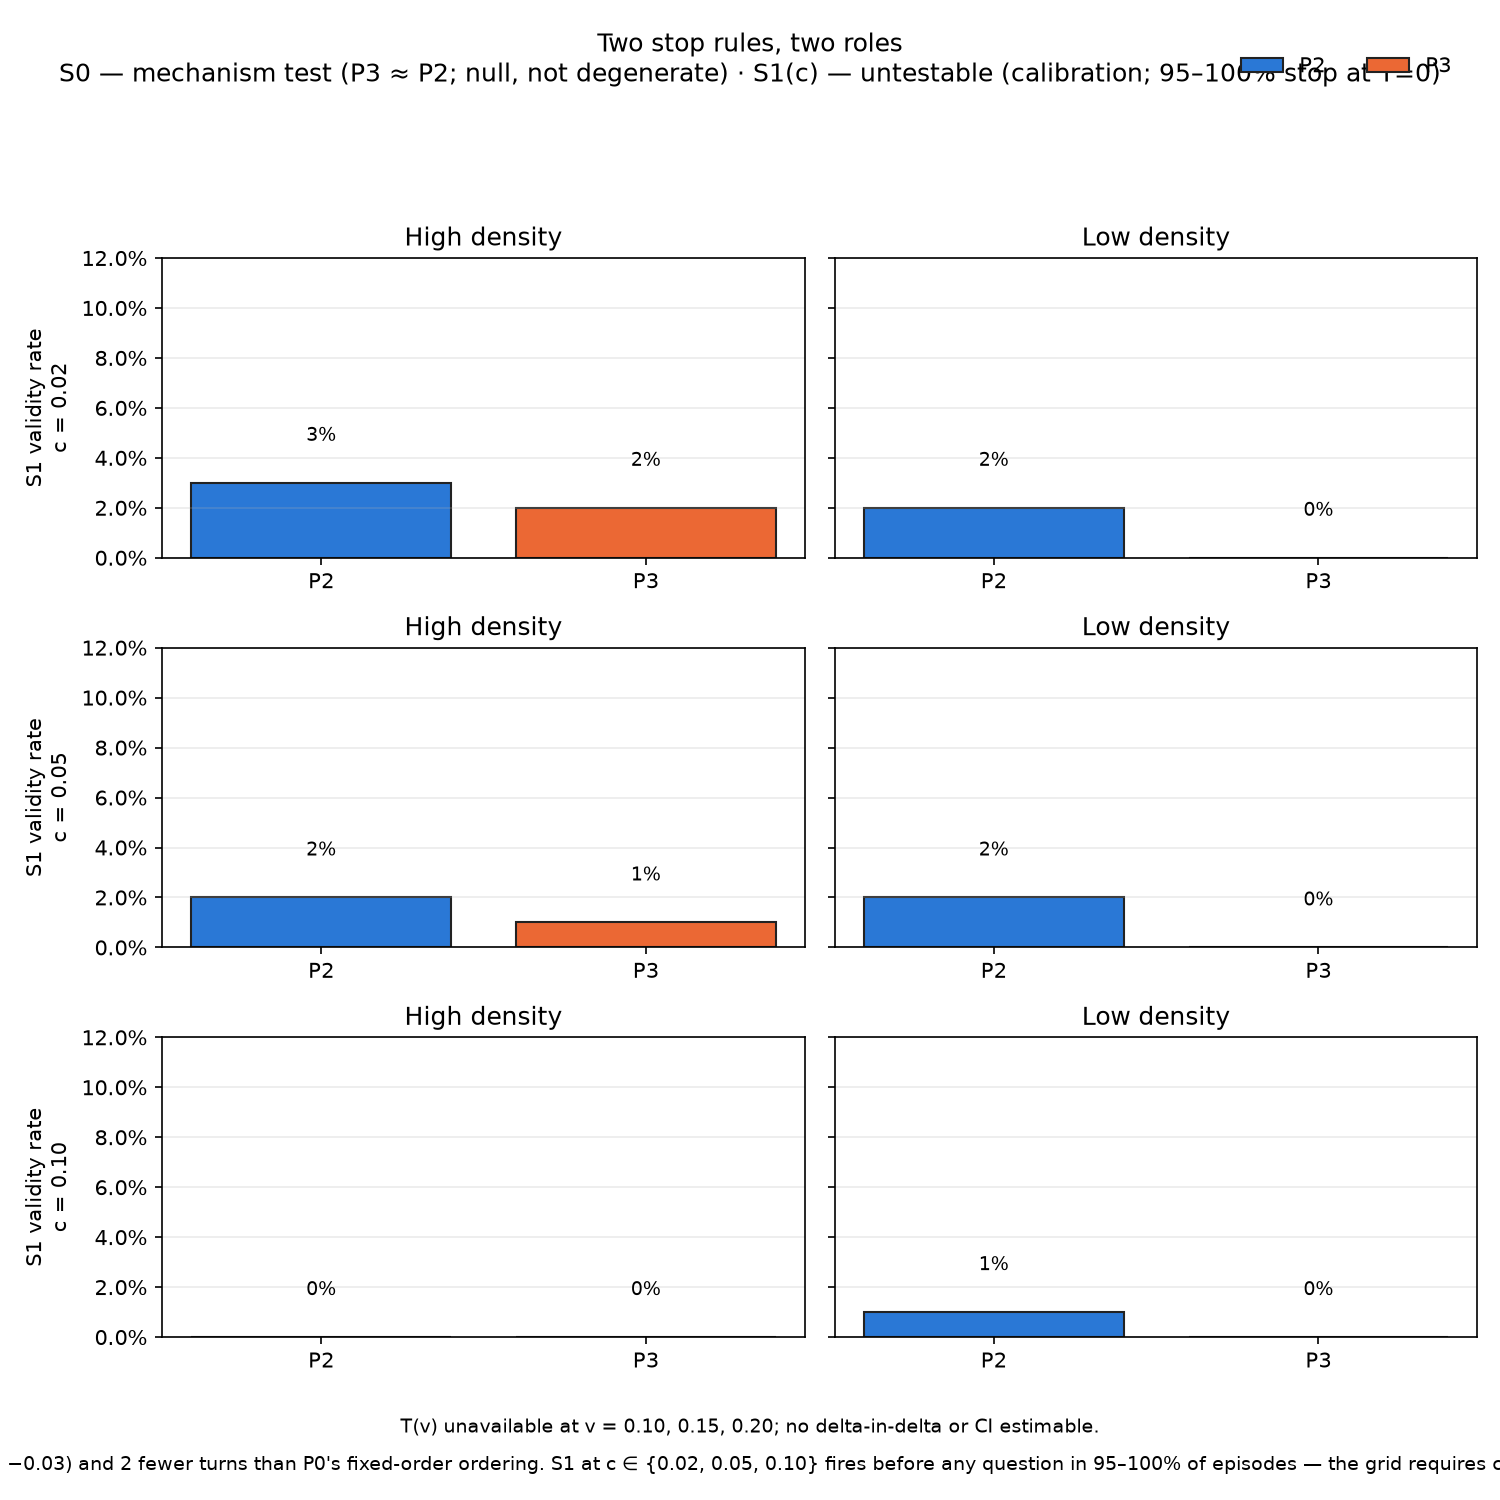 Two stop rules, two roles
S0 — mechanism test (P3 ≈ P2; null, not degenerate) · S1(c) — untestable (calibration; 95–100% stop at T=0)
P2 P3
High density
Low density
S1 validity rate
c = 0.02
12.0%
10.0%
8.0%
6.0%
4.0%
2.0%
0.0%
3%
2%
2%
0%
P2 P3
P2 P3
High density
Low density
S1 validity rate
c = 0.05
12.0%
10.0%
8.0%
6.0%
4.0%
2.0%
0.0%
2%
1%
2%
0%
P2 P3
P2 P3
High density
Low density
S1 validity rate
c = 0.10
12.0%
10.0%
8.0%
6.0%
4.0%
2.0%
0.0%
0%
0%
1%
0%
P2 P3
P2 P3
T(v) unavailable at v = 0.10, 0.15, 0.20; no delta-in-delta or CI estimable.
−0.03) and 2 fewer turns than P0's fixed-order ordering. S1 at c ∈ {0.02, 0.05, 0.10} fires before any question in 95–100% of episodes — the grid requires